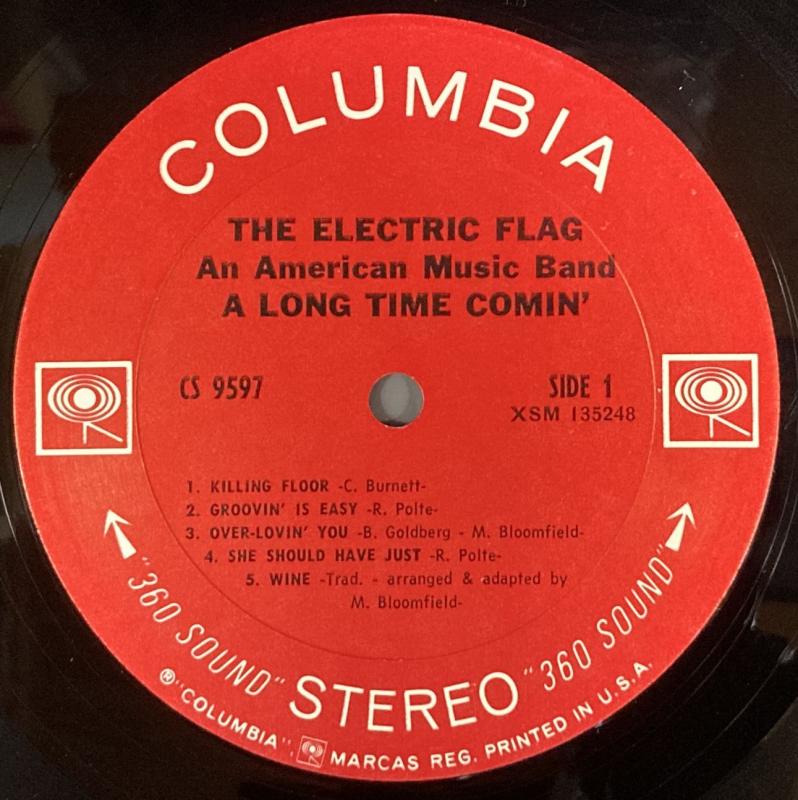 COLUMBIA
THE ELECTRIC FLAG
An American Music Band
A LONG TIME COMIN'
CS 9597
SIDE 1
XSM 135248
1. KILLING FLOOR -C. Burnett-
2. GROOVIN' IS EASY -R. Polte-
3. OVER-LOVIN' YOU -B. Goldberg - M. Bloomfield-
4. SHE SHOULD HAVE JUST -R. Polte-
5. WINE -Trad. - arranged & adapted by
M. Bloomfield-
"360 SOUND" STEREO "360 SOUND"
® "COLUMBIA", MARCAS REG. PRINTED IN U.S.A.